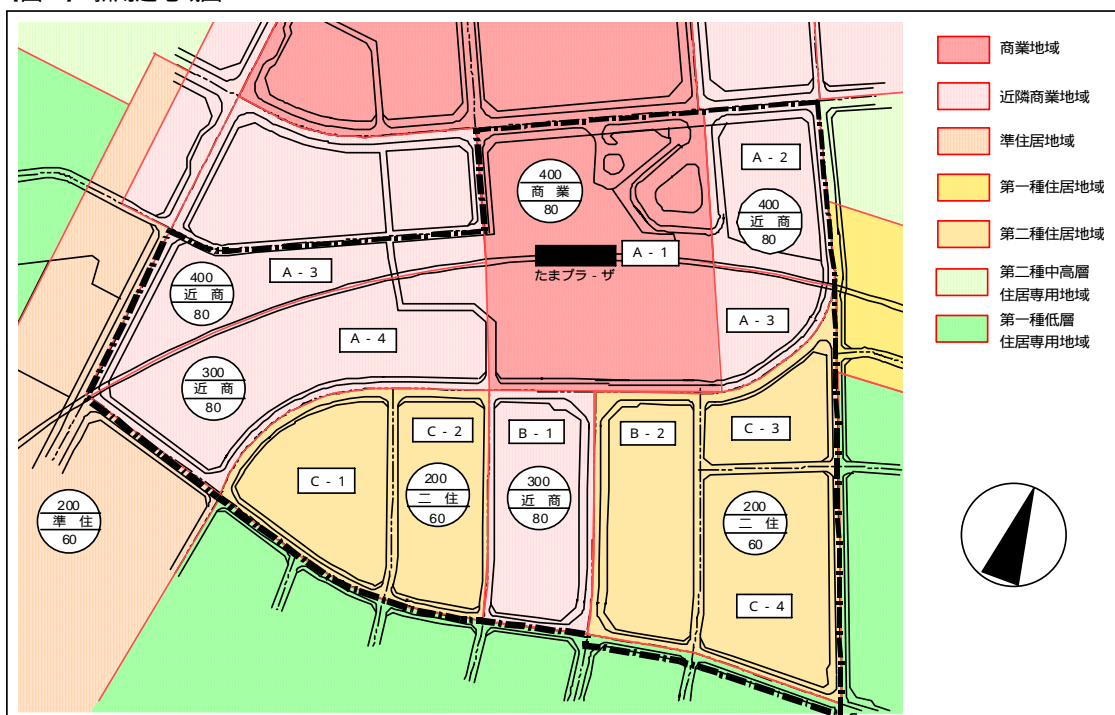 商業地域
近隣商業地域
準住居地域
第一種住居地域
第二種住居地域
第二種中高層
住居専用地域
第一種低層
住居専用地域
A - 2
400
商 業
80
400
近 商
80
A - 1
たまプラ - ザ
A - 3
400
近 商
80
A - 3
A - 4
300
近 商
80
C - 2
B - 1
B - 2
C - 3
C - 1
200
二 住
60
300
近 商
80
200
準 住
60
200
二 住
60
C - 4